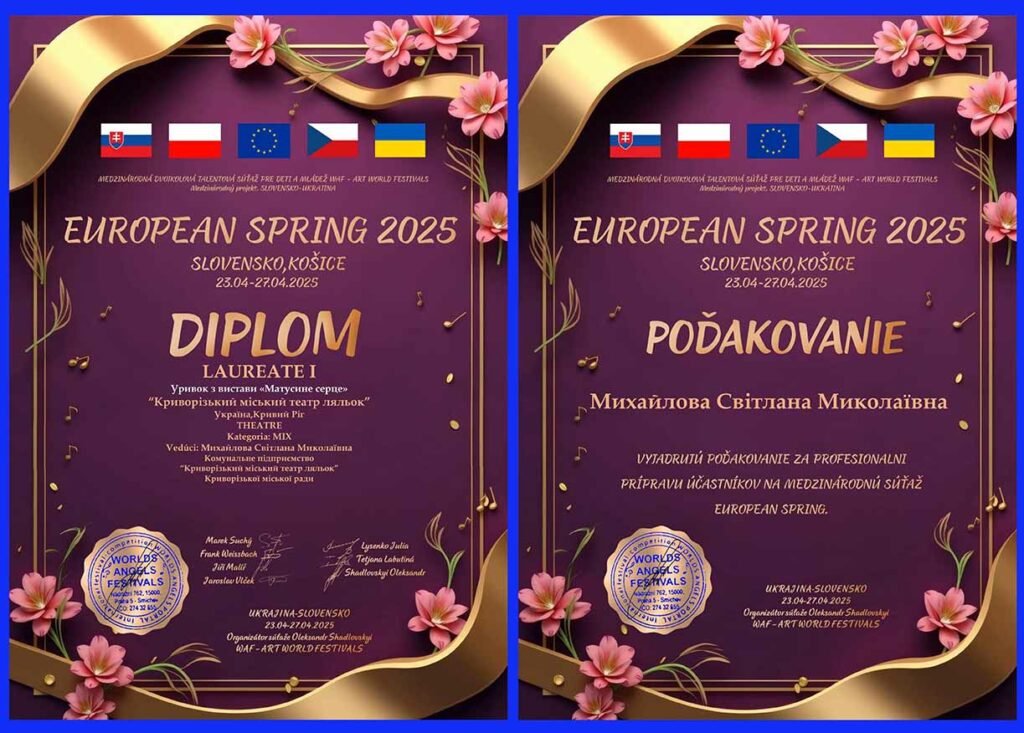 MEDZINÁRODNÁ DVOJKOLOVÁ TALENTOVÁ SÚŤAŽ PRE DETI A MLÁDEŽ WAF - ART WORLD FESTIVALS
Medzinárodný projekt. SLOVENSKO-UKRAJINA
EUROPEAN SPRING 2025
SLOVENSKO,KOŠICE
23.04-27.04.2025
DIPLOM
LAUREATE I
Уривок з вистави «Матусине серце»
“Криворізький міський театр ляльок”
Україна,Кривий Ріг
THEATRE
Kategoria: MIX
Vedúci: Михайлова Світлана Миколаївна
Комунальне підприємство
“Криворізький міський театр ляльок”
Криворізької міської ради
Marek Suchý
Frank Weissbach
Jiří Malíř
Jaroslav Vlček
Lysenko Julia
Tetjana Labutina
Shadlovskyi Oleksandr
WORLDS
ANGELS
FESTIVALS
UKRAJINA-SLOVENSKO
23.04-27.04.2025
Organizátor súťaže Oleksandr Shadlovskyi
WAF - ART WORLD FESTIVALS
MEDZINÁRODNÁ DVOJKOLOVÁ TALENTOVÁ SÚŤAŽ PRE DETI A MLÁDEŽ WAF - ART WORLD FESTIVALS
Medzinárodný projekt. SLOVENSKO-UKRAJINA
EUROPEAN SPRING 2025
SLOVENSKO,KOŠICE
23.04-27.04.2025
POĎAKOVANIE
Михайлова Світлана Миколаївна
VYJADRUJÚ POĎAKOVANIE ZA PROFESIONALNI
PRÍPRAVU ÚČASTNÍKOV NA MEDZINÁRODNÚ SÚŤAŽ
EUROPEAN SPRING.
WORLDS
ANGELS
FESTIVALS
UKRAJINA-SLOVENSKO
23.04-27.04.2025
Organizátor súťaže Oleksandr Shadlovskyi
WAF - ART WORLD FESTIVALS